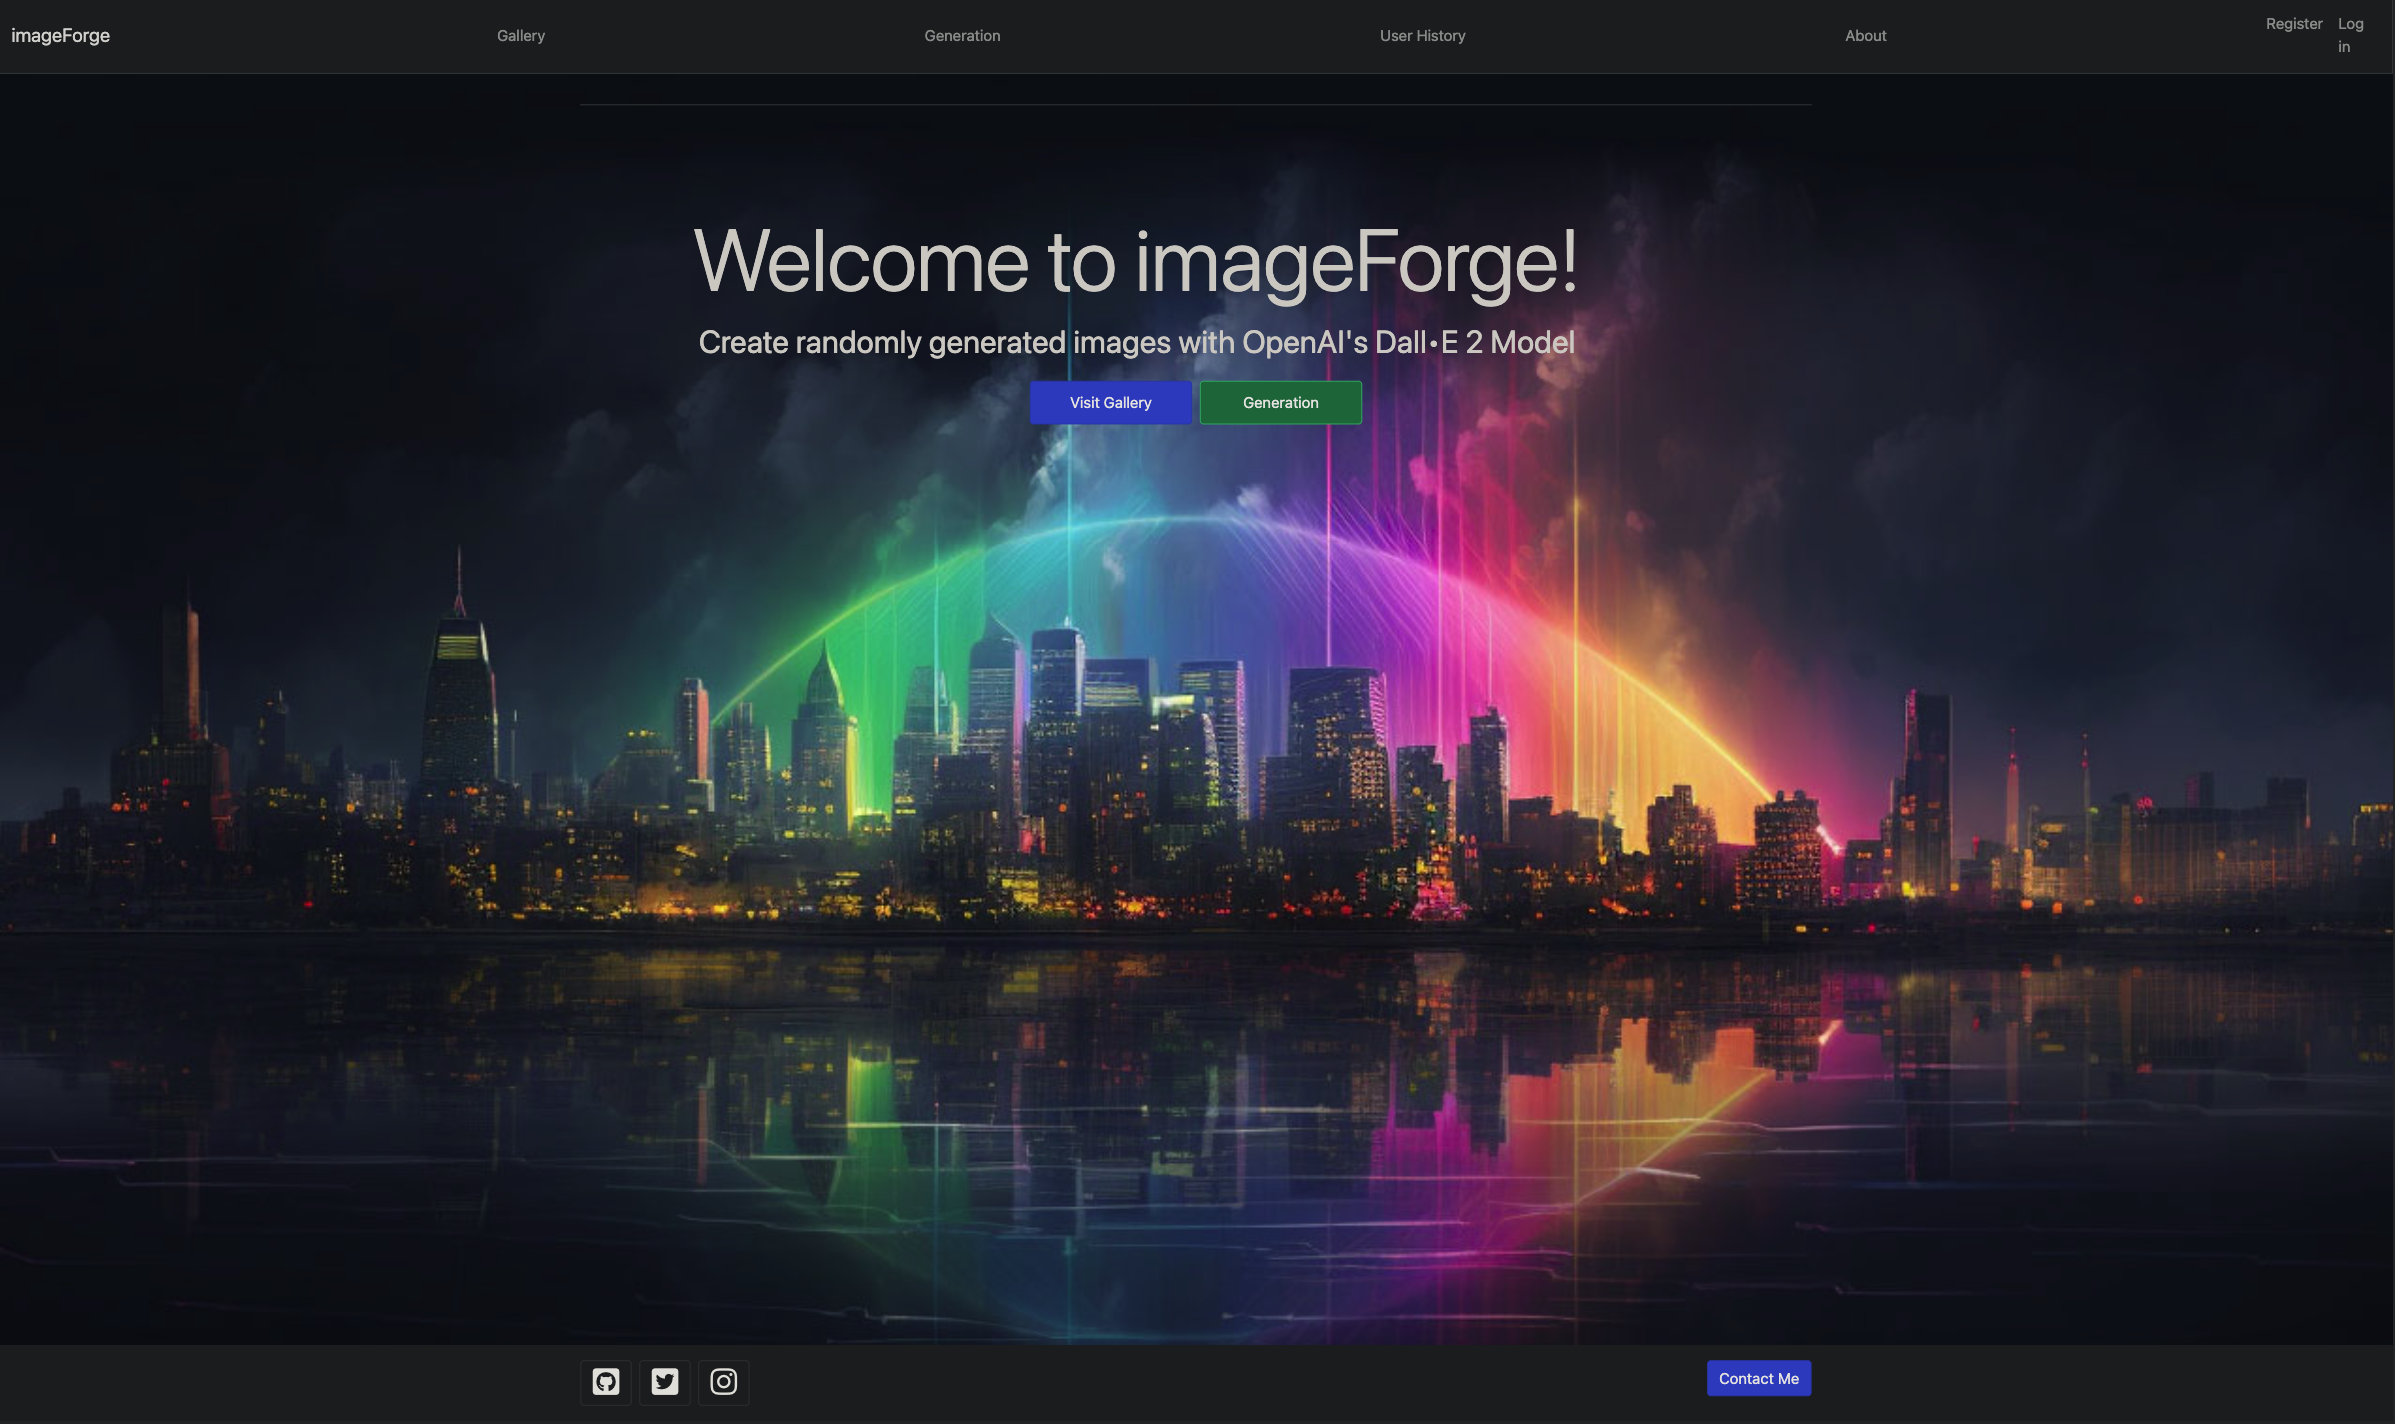 imageForge
Gallery
Generation
User History
About
Register
Log
in
Welcome to imageForge!
Create randomly generated images with OpenAI's Dall•E 2 Model
Visit Gallery
Generation
Contact Me